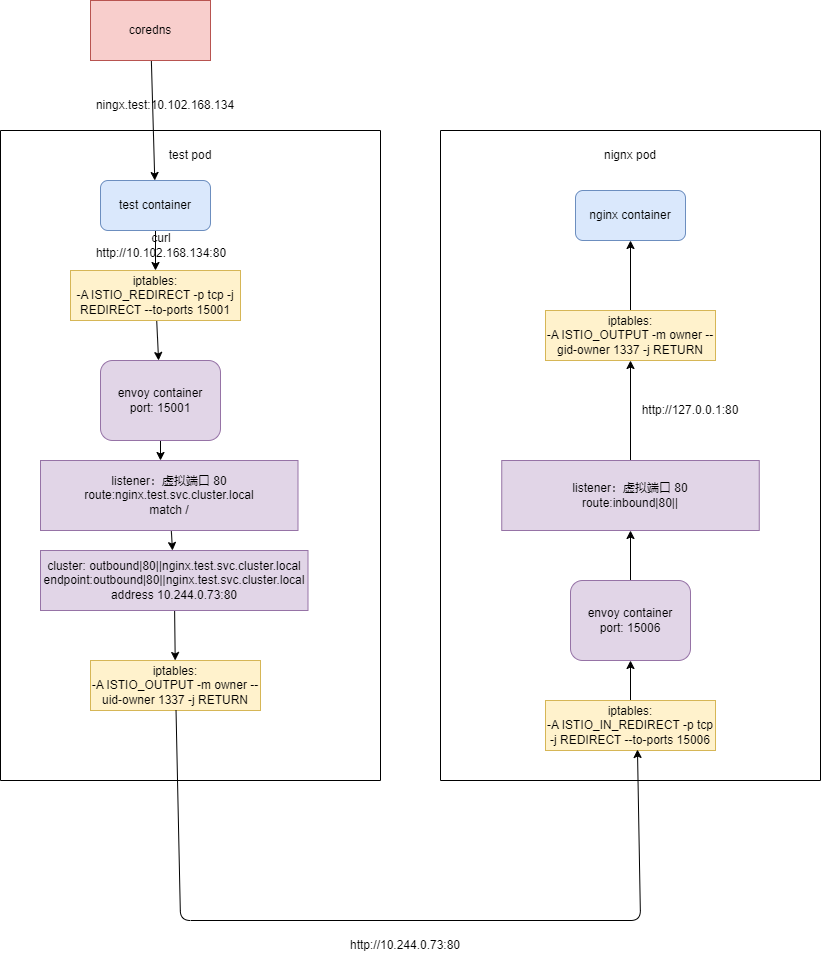 coredns
ningx.test:10.102.168.134
test pod
test container
curl
http://10.102.168.134:80
iptables:
-A ISTIO_REDIRECT -p tcp -j
REDIRECT --to-ports 15001
envoy container
port: 15001
listener：虚拟端口 80
route:nginx.test.svc.cluster.local
match /
cluster: outbound|80||nginx.test.svc.cluster.local
endpoint:outbound|80||nginx.test.svc.cluster.local
address 10.244.0.73:80
iptables:
-A ISTIO_OUTPUT -m owner --
uid-owner 1337 -j RETURN
nignx pod
nginx container
iptables:
-A ISTIO_OUTPUT -m owner --
gid-owner 1337 -j RETURN
http://127.0.0.1:80
listener：虚拟端口 80
route:inbound|80||
envoy container
port: 15006
iptables:
-A ISTIO_IN_REDIRECT -p tcp
-j REDIRECT --to-ports 15006
http://10.244.0.73:80